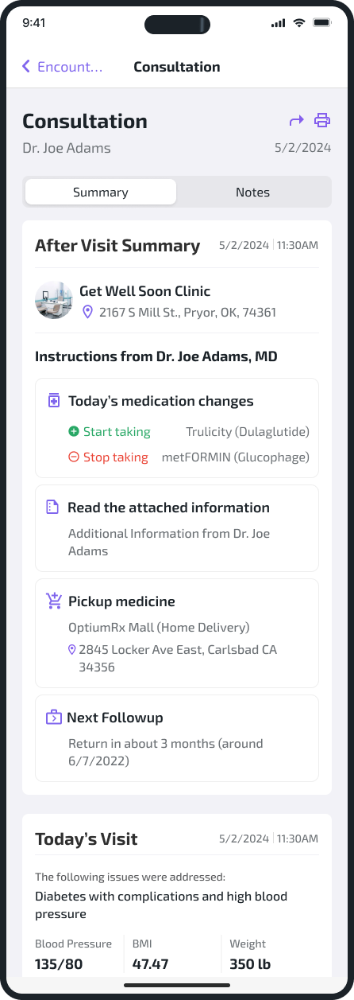 9:41
Encount…
Consultation
Consultation
Dr. Joe Adams
5/2/2024
Summary
Notes
After Visit Summary
5/2/2024 | 11:30AM
Get Well Soon Clinic
2167 S Mill St., Pryor, OK, 74361
Instructions from Dr. Joe Adams, MD
Today’s medication changes
Start taking
Trulicity (Dulaglutide)
Stop taking
metFORMIN (Glucophage)
Read the attached information
Additional Information from Dr. Joe
Adams
Pickup medicine
OptiumRx Mall (Home Delivery)
2845 Locker Ave East, Carlsbad CA
34356
Next Followup
Return in about 3 months (around
6/7/2022)
Today’s Visit
5/2/2024 | 11:30AM
The following issues were addressed:
Diabetes with complications and high blood
pressure
Blood Pressure
BMI
Weight
135/80
47.47
350 lb